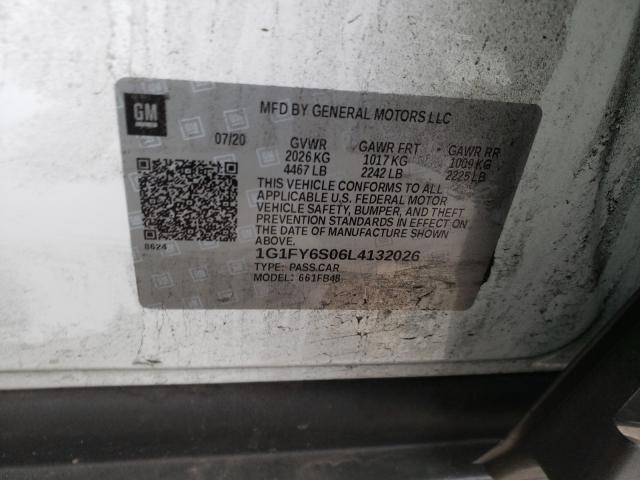 GM
MFD BY GENERAL MOTORS LLC
07/20 GVWR GAWR FRT GAWR RR
2026 KG 1017 KG 1009 KG
4467 LB 2242 LB 2225 LB
THIS VEHICLE CONFORMS TO ALL
APPLICABLE U.S. FEDERAL MOTOR
VEHICLE SAFETY, BUMPER, AND THEFT
PREVENTION STANDARDS IN EFFECT ON
THE DATE OF MANUFACTURE SHOWN
ABOVE.
8624
1G1FY6S06L4132026
TYPE: PASS.CAR
MODEL: 661FB48